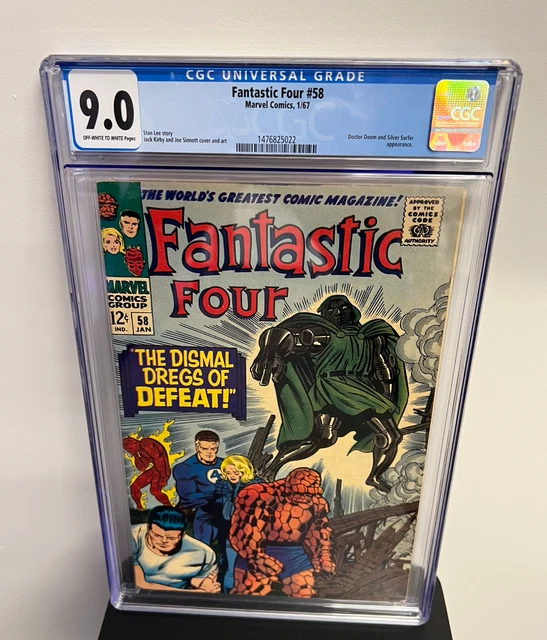 CGC UNIVERSAL GRADE
9.0
OFF-WHITE TO WHITE Pages
Fantastic Four #58
Marvel Comics, 1/67
Stan Lee story
Jack Kirby and Joe Sinnott cover and art
1476825022
Doctor Doom and Silver Surfer
appearance.
CGC
THE WORLD'S GREATEST COMIC MAGAZINE!
APPROVED
BY THE
COMICS
CODE
AUTHORITY
Fantastic
Four
MARVEL
COMICS
GROUP
12¢
IND.
58
JAN
"THE DISMAL
DREGS OF
DEFEAT!"
4